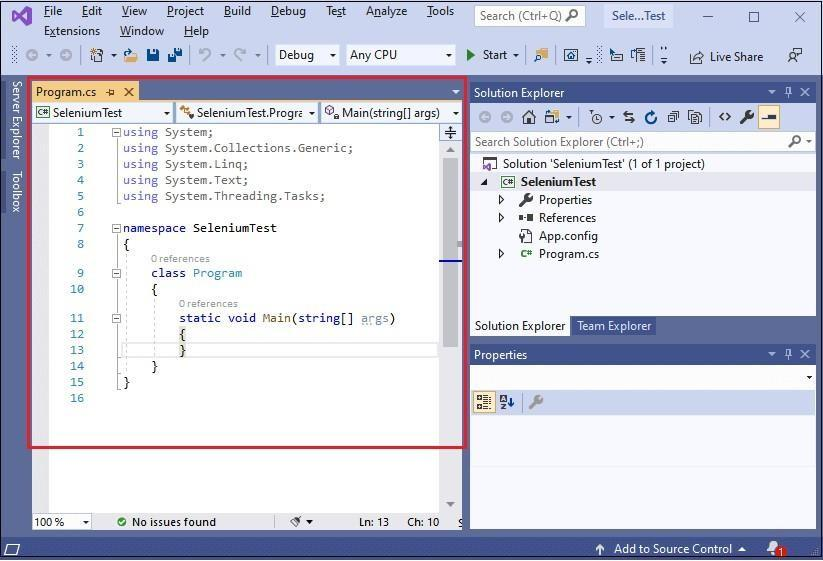 File Edit View Project Build Debug Test Analyze Tools Search (Ctrl+Q) Sele...Test
Extensions Window Help
Debug Any CPU Start Live Share
Server Explorer
Toolbox
Program.cs
SeleniumTest SeleniumTest.Progra Main(string[] args)
1 using System;
2 using System.Collections.Generic;
3 using System.Linq;
4 using System.Text;
5 using System.Threading.Tasks;
6
7 namespace SeleniumTest
8 {
0 references
9 class Program
10 {
0 references
11 static void Main(string[] args)
12 {
13 }
14 }
15 }
16
100 % No issues found Ln: 13 Ch: 10 S
Solution Explorer
Search Solution Explorer (Ctrl+;)
Solution 'SeleniumTest' (1 of 1 project)
C# SeleniumTest
Properties
References
App.config
C# Program.cs
Solution Explorer Team Explorer
Properties
Add to Source Control 1